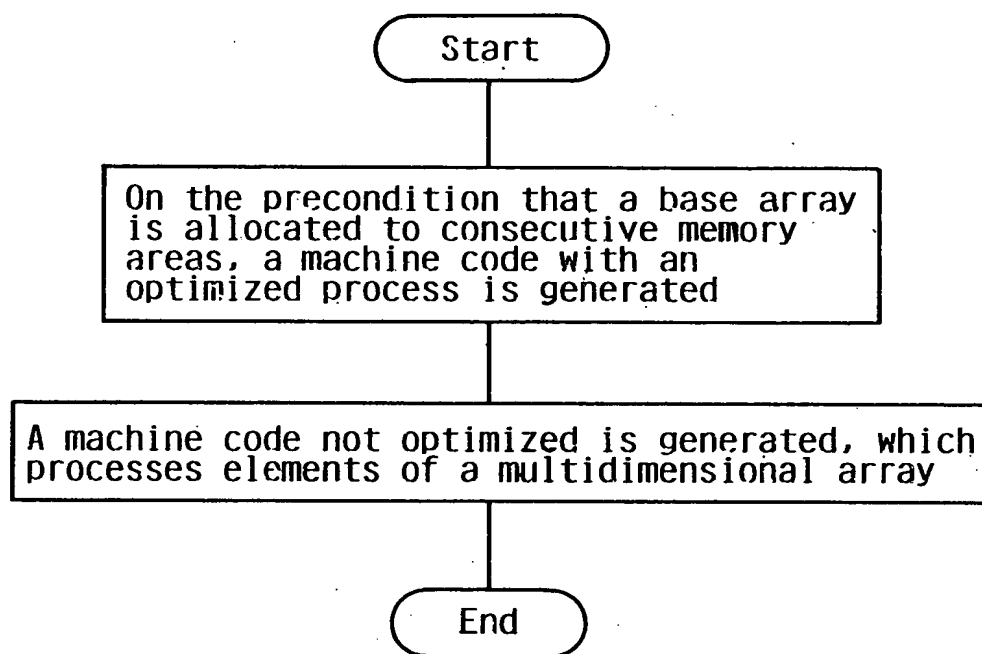 Start
On the precondition that a base array
is allocated to consecutive memory
areas, a machine code with an
optimized process is generated
A machine code not optimized is generated, which
processes elements of a multidimensional array
End